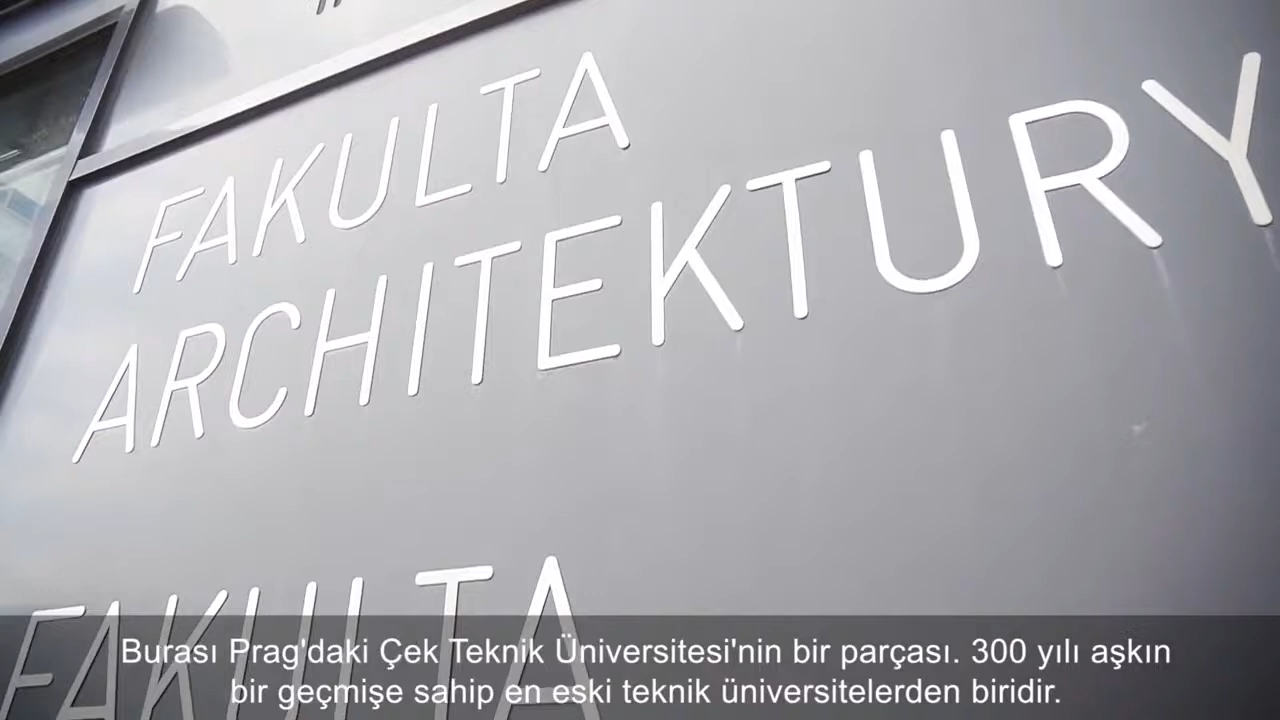 FAKULTA
ARCHITEKTURY
FAKULTA
Burası Prag'daki Çek Teknik Üniversitesi'nin bir parçası. 300 yılı aşkın
bir geçmişe sahip en eski teknik üniversitelerden biridir.